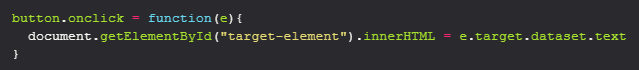 button.onclick = function(e){
document.getElementById("target-element").innerHTML = e.target.dataset.text
}